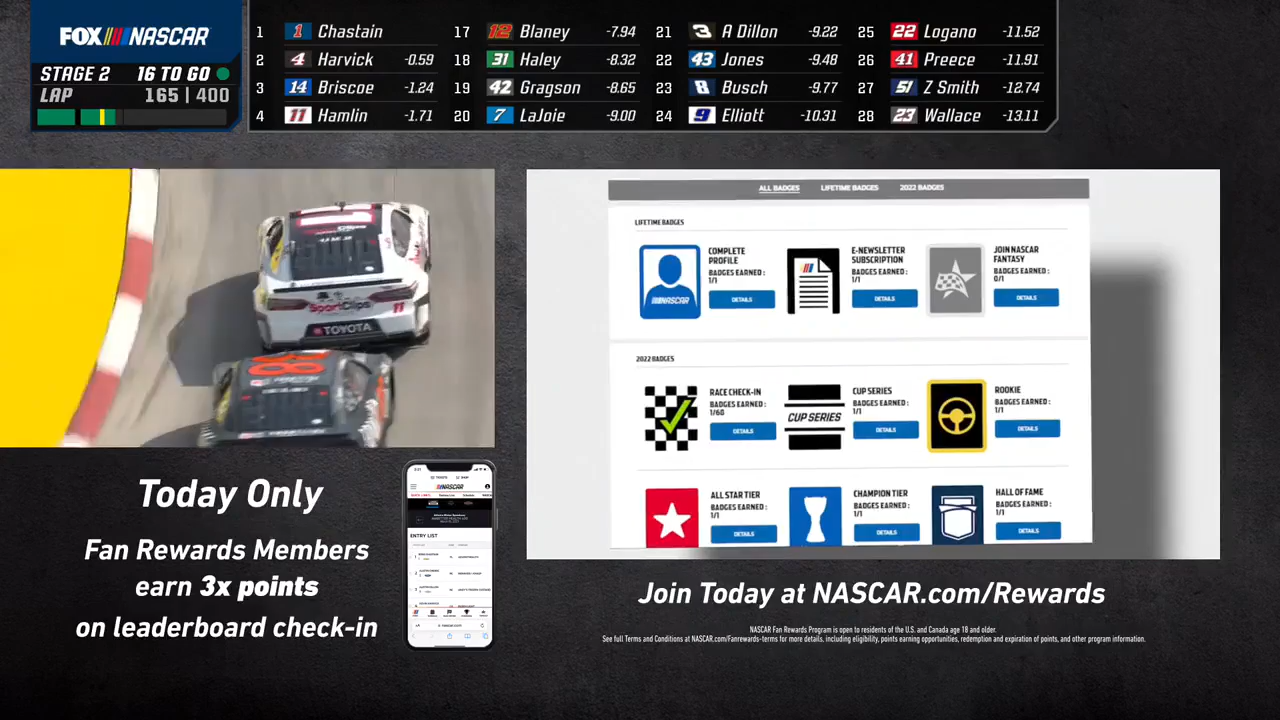 FOX NASCAR
STAGE 2 16 TO GO
LAP 165 | 400
1 1 Chastain
2 4 Harvick -0.59
3 14 Briscoe -1.24
4 11 Hamlin -1.71
17 12 Blaney -7.94
18 31 Haley -8.32
19 42 Gragson -8.65
20 7 LaJoie -9.00
21 3 A Dillon -9.22
22 43 Jones -9.48
23 8 Busch -9.77
24 9 Elliott -10.31
25 22 Logano -11.52
26 41 Preece -11.91
27 51 Z Smith -12.74
28 23 Wallace -13.11
11
SportClips
11
TOYOTA
Today Only
Fan Rewards Members
earn 3x points
on leaderboard check-in
NASCAR
ENTRY LIST
ALL BADGES LIFETIME BADGES 2022 BADGES
LIFETIME BADGES
COMPLETE
PROFILE
BADGES EARNED :
1/1
DETAILS
NASCAR
E-NEWSLETTER
SUBSCRIPTION
BADGES EARNED :
1/1
DETAILS
JOIN NASCAR
FANTASY
BADGES EARNED :
0/1
DETAILS
2022 BADGES
RACE CHECK-IN
BADGES EARNED :
1/60
DETAILS
CUP SERIES
CUP SERIES
BADGES EARNED :
1/1
DETAILS
ROOKIE
BADGES EARNED :
1/1
DETAILS
ALL STAR TIER
BADGES EARNED :
1/1
DETAILS
CHAMPION TIER
BADGES EARNED :
1/1
DETAILS
HALL OF FAME
BADGES EARNED :
1/1
DETAILS
Join Today at NASCAR.com/Rewards
NASCAR Fan Rewards Program is open to residents of the U.S. and Canada age 18 and older.
See full Terms and Conditions at NASCAR.com/Fanrewards-terms for more details, including eligibility, points earning opportunities, redemption and expiration of points, and other program information.